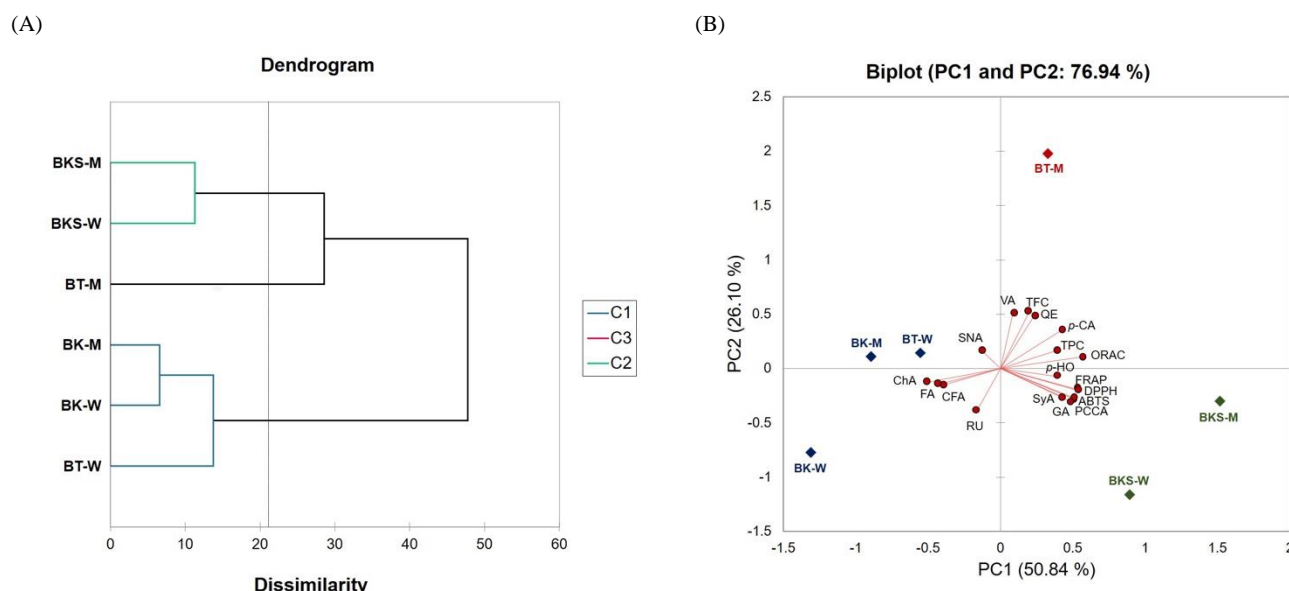 (A)
Dendrogram
BKS-M
BKS-W
BT-M
BK-M
BK-W
BT-W
0 10 20 30 40 50 60
Dissimilarity
C1
C3
C2
(B)
Biplot (PC1 and PC2: 76.94 %)
PC2 (26.10 %)
2.5
2
1.5
1
0.5
0
-0.5
-1
-1.5
BT-M
VA TFC
QE
p-CA
SNA TPC
ORAC
BK-M BT-W
p-HO
FRAP
ChA DPPH
FA CFA SyA ABTS
GA PCCA
RU
BKS-M
BK-W
BKS-W
-1.5 -1 -0.5 0 0.5 1 1.5 2
PC1 (50.84 %)